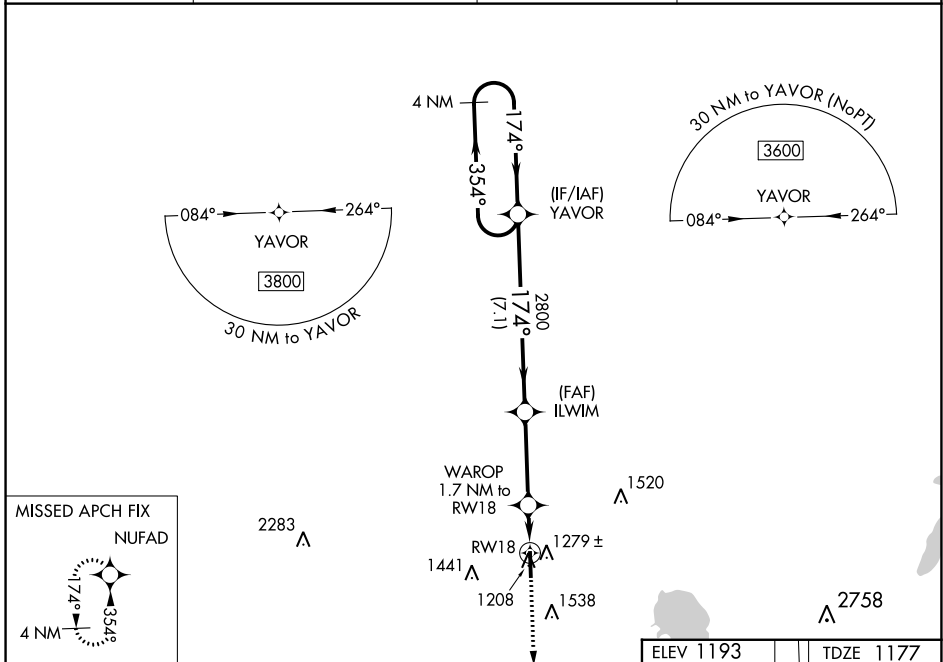 4 NM
174°
354°
(IF/IAF)
YAVOR
30 NM to YAVOR (NoPT)
3600
YAVOR
084°
264°
084°
264°
YAVOR
3800
30 NM to YAVOR
2800
174°
(7.1)
(FAF)
ILWIM
WAROP
1.7 NM to
RW18
1520
MISSED APCH FIX
NUFAD
174°
354°
4 NM
2283
RW18
1279 ±
1441
1208
1538
2758
ELEV 1193
TDZE 1177